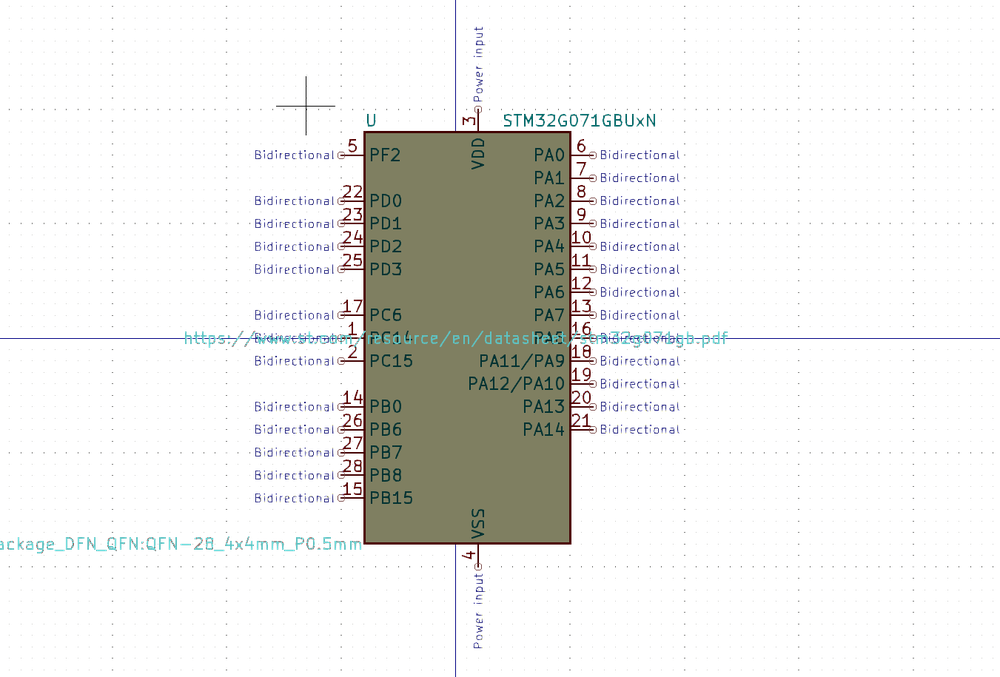 Power input
3
U STM32G071GBUxN
VDD
Bidirectional 5 PF2 PA0 6 Bidirectional
PA1 7 Bidirectional
Bidirectional 22 PD0 PA2 8 Bidirectional
Bidirectional 23 PD1 PA3 9 Bidirectional
Bidirectional 24 PD2 PA4 10 Bidirectional
Bidirectional 25 PD3 PA5 11 Bidirectional
PA6 12 Bidirectional
Bidirectional 17 PC6 PA7 13 Bidirectional
Bidirectional 1 PC14 PA8 16 Bidirectional
https://www.st.com/resource/en/datasheet/stm32g071gb.pdf
Bidirectional 2 PC15 PA11/PA9 18 Bidirectional
PA12/PA10 19 Bidirectional
Bidirectional 14 PB0 PA13 20 Bidirectional
Bidirectional 26 PB6 PA14 21 Bidirectional
Bidirectional 27 PB7
Bidirectional 28 PB8
Bidirectional 15 PB15
VSS
ackage_DFN_QFN:QFN-28_4x4mm_P0.5mm
4
Power input